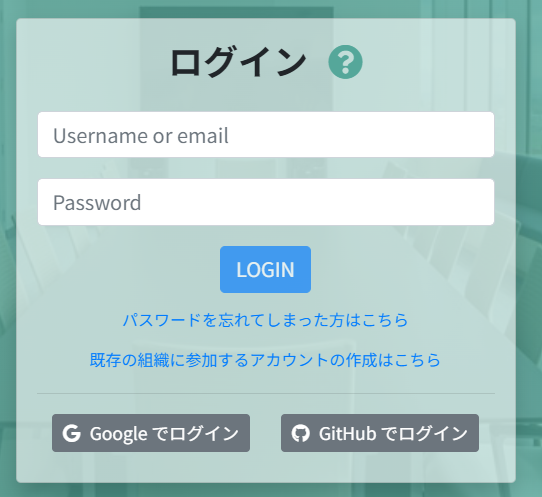 ログイン
Username or email
Password
LOGIN
パスワードを忘れてしまった方はこちら
既存の組織に参加するアカウントの作成はこちら
Google でログイン
GitHub でログイン